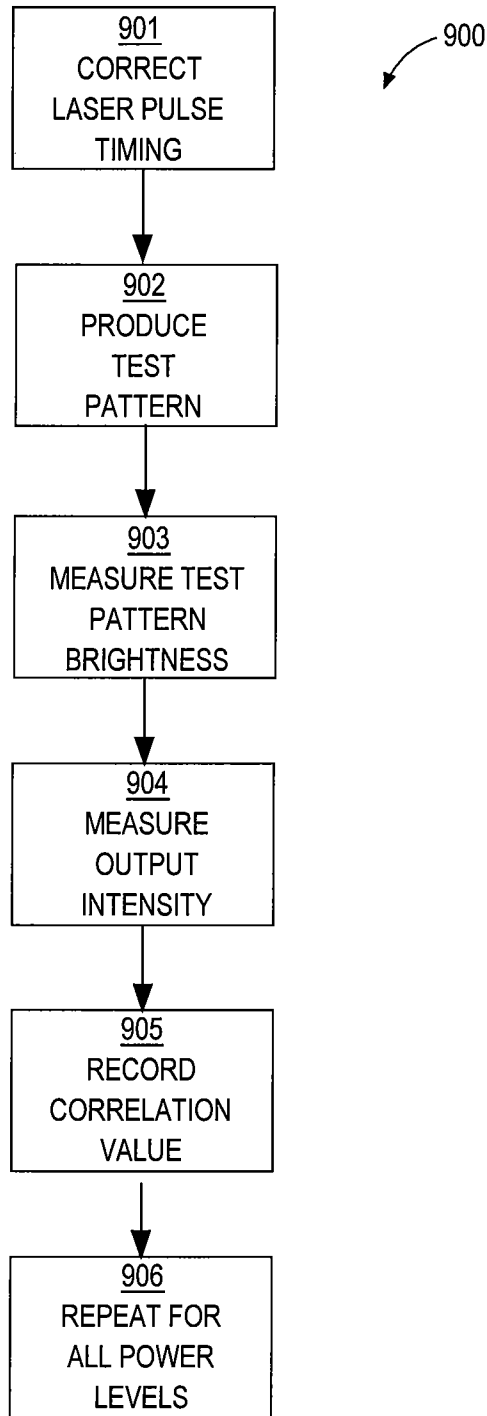 900
901
CORRECT
LASER PULSE
TIMING
902
PRODUCE
TEST
PATTERN
903
MEASURE TEST
PATTERN
BRIGHTNESS
904
MEASURE
OUTPUT
INTENSITY
905
RECORD
CORRELATION
VALUE
906
REPEAT FOR
ALL POWER
LEVELS